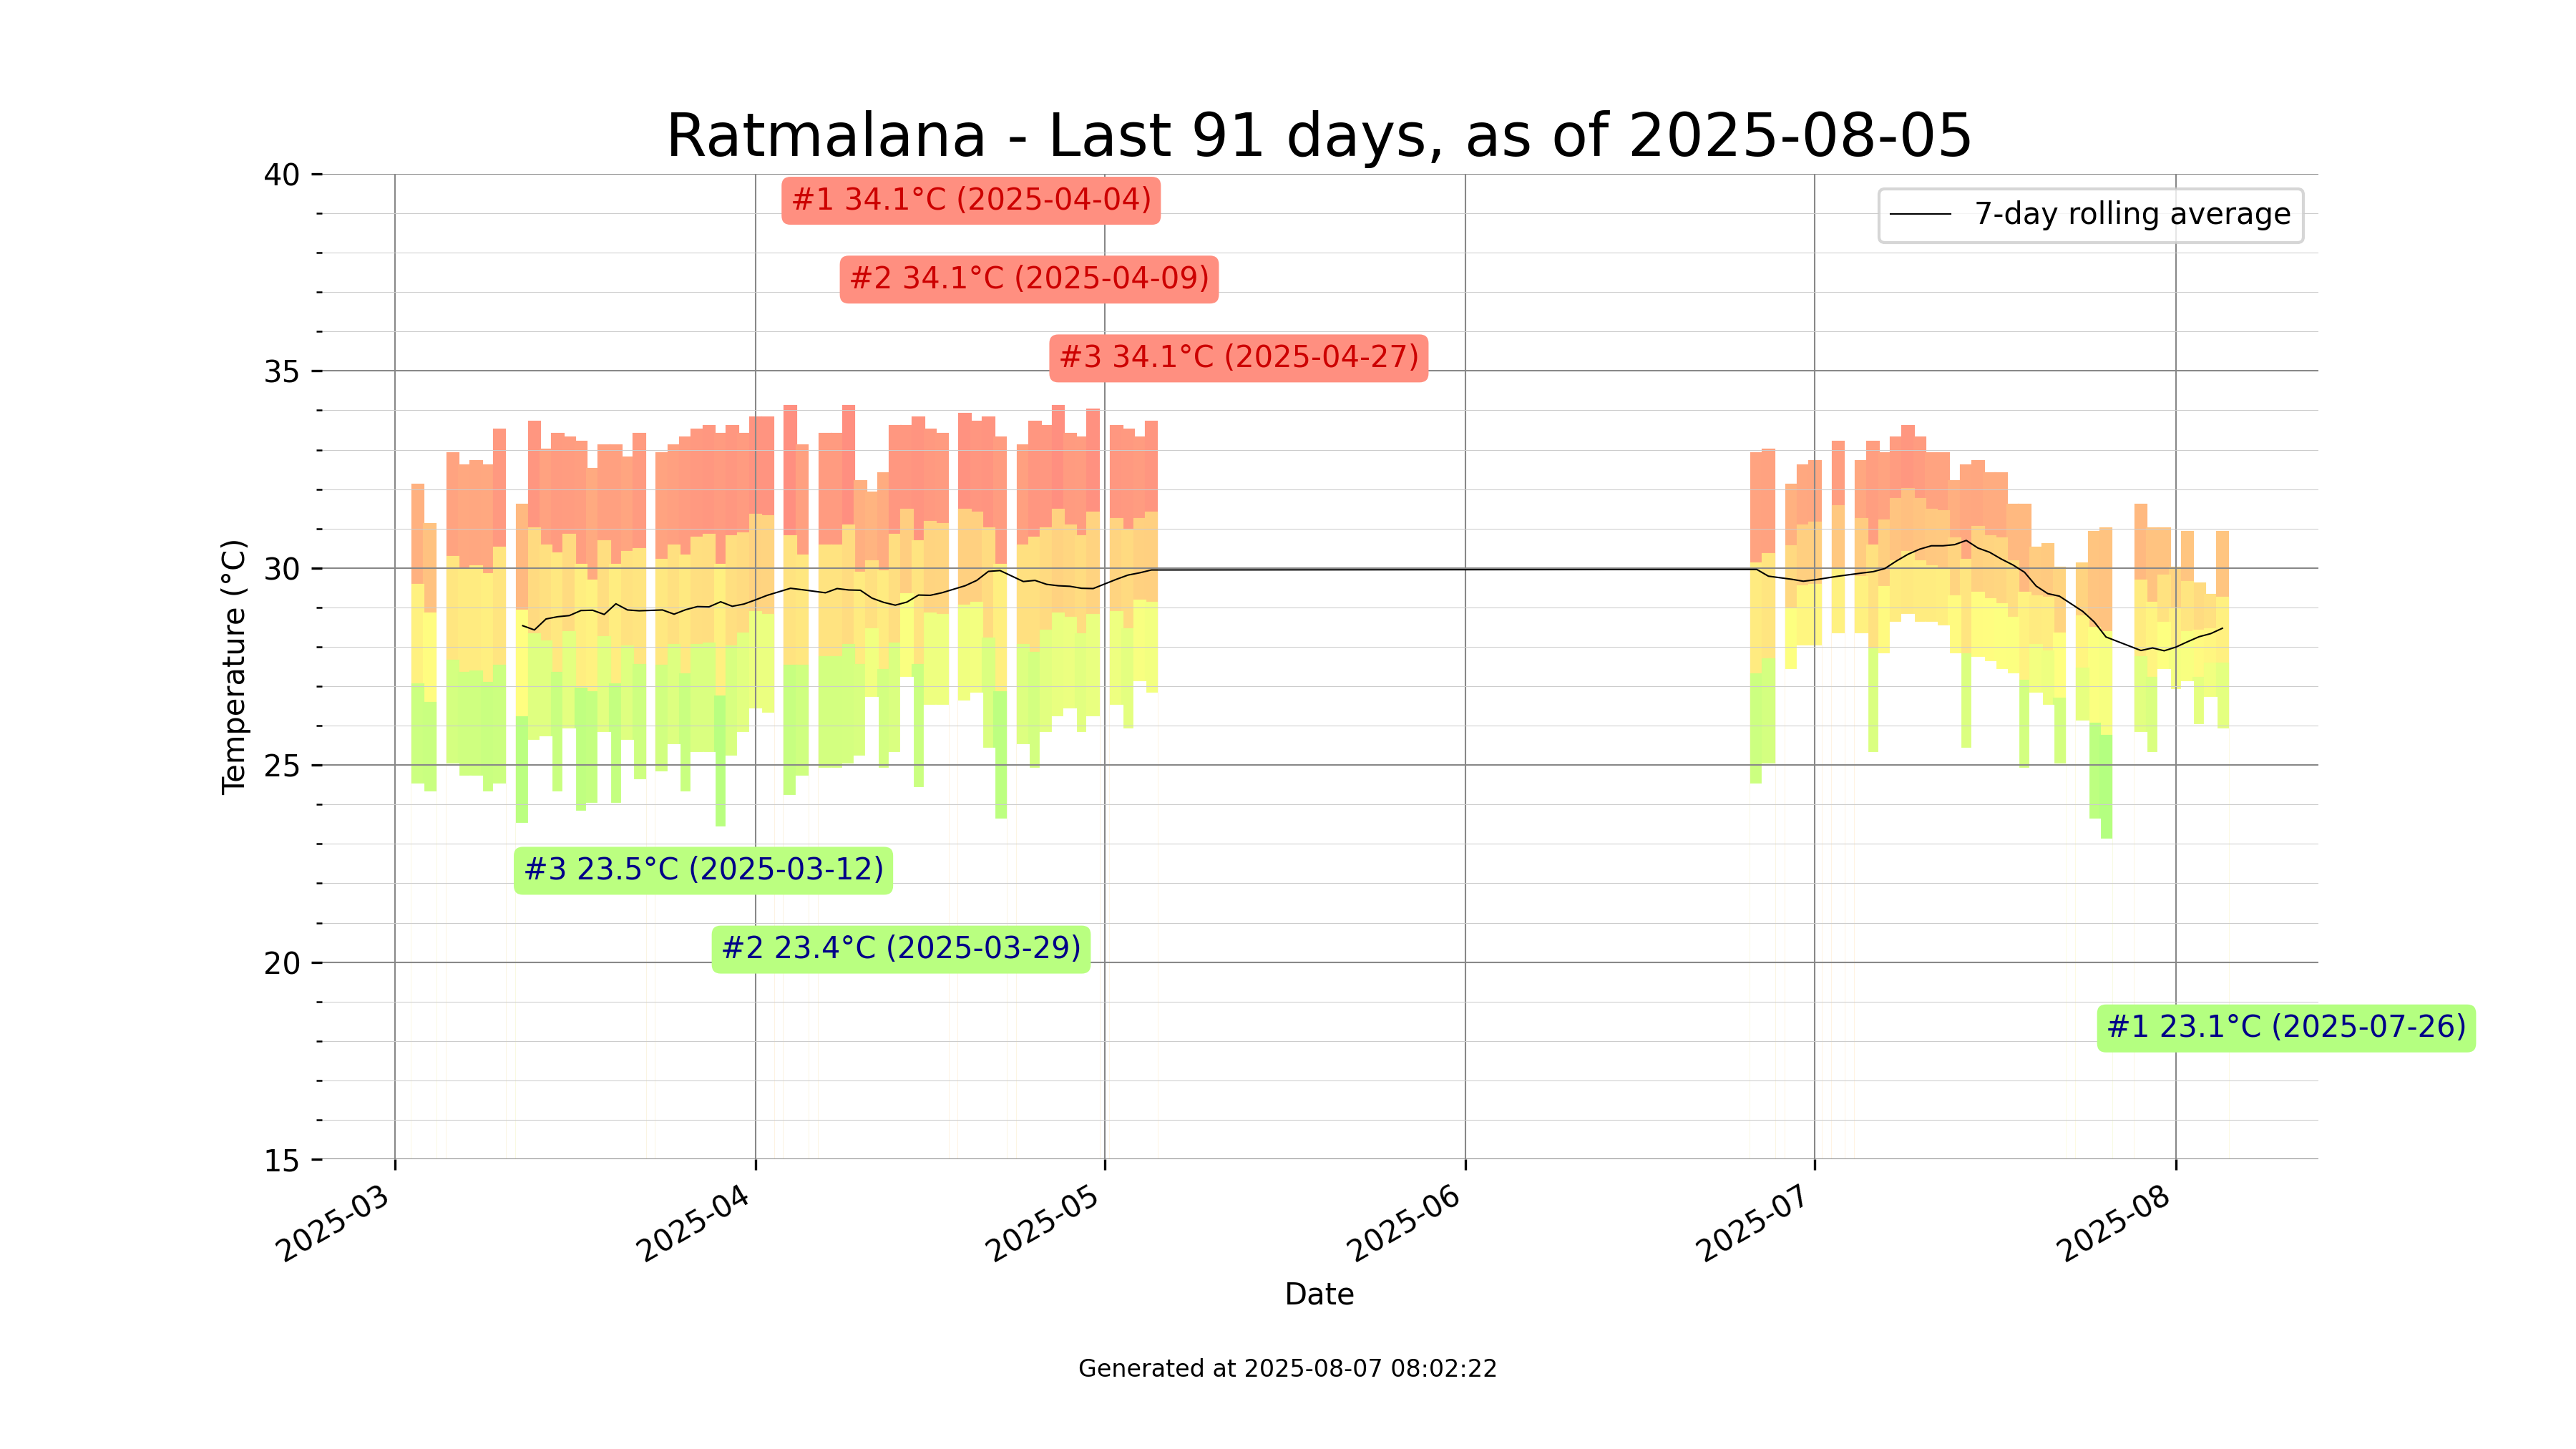 Ratmalana - Last 91 days, as of 2025-08-05
40
35
30
25
20
15
Temperature (°C)
#1 34.1°C (2025-04-04)
#2 34.1°C (2025-04-09)
#3 34.1°C (2025-04-27)
7-day rolling average
#3 23.5°C (2025-03-12)
#2 23.4°C (2025-03-29)
#1 23.1°C (2025-07-26)
2025-03
2025-04
2025-05
2025-06
2025-07
2025-08
Date
Generated at 2025-08-07 08:02:22